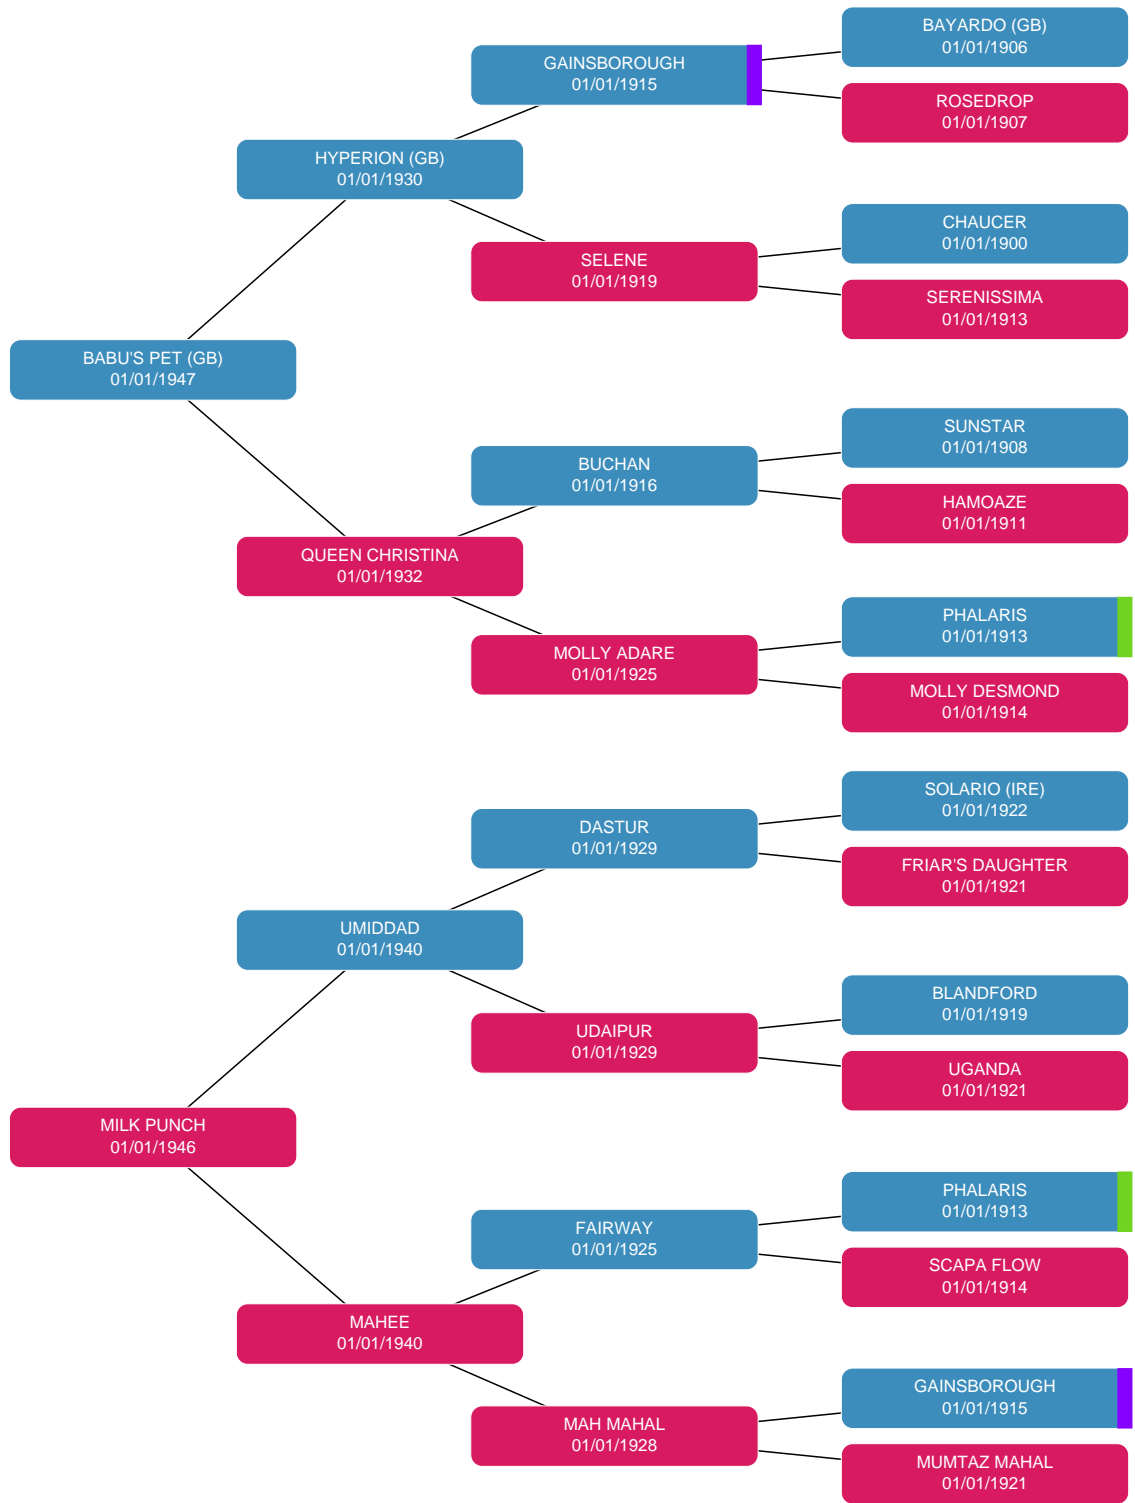 BAYARDO (GB)
01/01/1906
GAINSBOROUGH
01/01/1915
ROSEDROP
01/01/1907
HYPERION (GB)
01/01/1930
CHAUCER
01/01/1900
SELENE
01/01/1919
SERENISSIMA
01/01/1913
BABU'S PET (GB)
01/01/1947
SUNSTAR
01/01/1908
BUCHAN
01/01/1916
HAMOAZE
01/01/1911
QUEEN CHRISTINA
01/01/1932
PHALARIS
01/01/1913
MOLLY ADARE
01/01/1925
MOLLY DESMOND
01/01/1914
SOLARIO (IRE)
01/01/1922
DASTUR
01/01/1929
FRIAR'S DAUGHTER
01/01/1921
UMIDDAD
01/01/1940
BLANDFORD
01/01/1919
UDAIPUR
01/01/1929
UGANDA
01/01/1921
MILK PUNCH
01/01/1946
PHALARIS
01/01/1913
FAIRWAY
01/01/1925
SCAPA FLOW
01/01/1914
MAHEE
01/01/1940
GAINSBOROUGH
01/01/1915
MAH MAHAL
01/01/1928
MUMTAZ MAHAL
01/01/1921